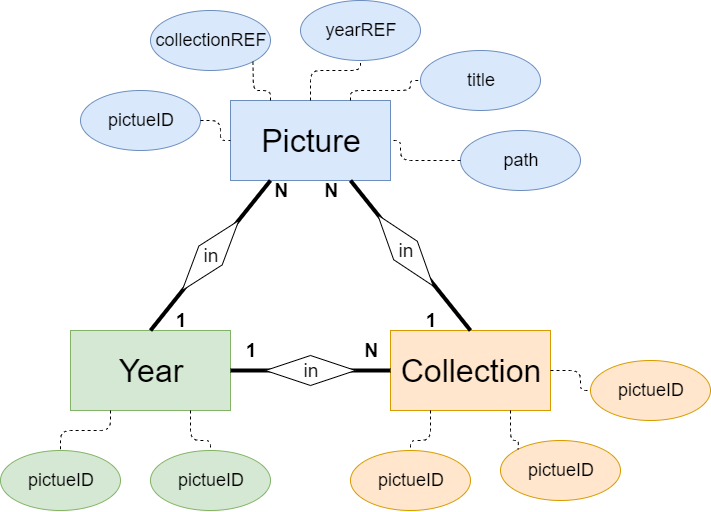 yearREF
collectionREF
title
pictueID
Picture
path
N
N
in
in
1
1
Year
1
in
N
Collection
pictueID
pictueID
pictueID
pictueID
pictueID